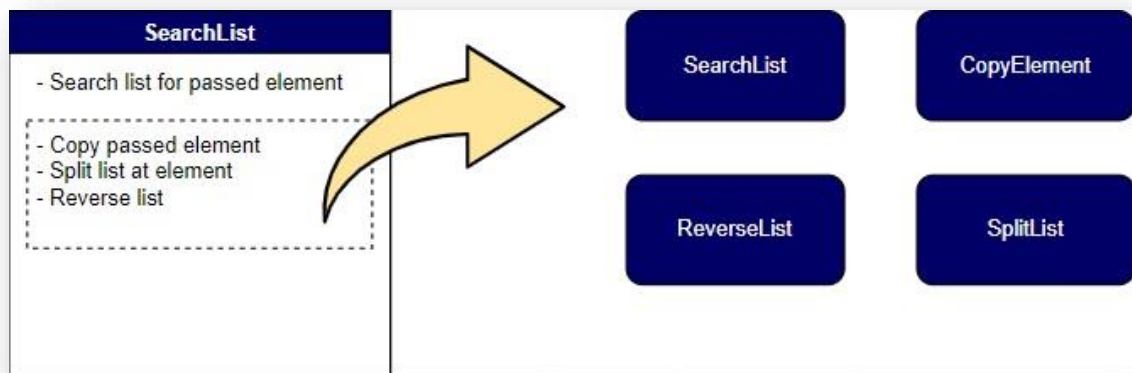 SearchList
- Search list for passed element
- Copy passed element
- Split list at element
- Reverse list
SearchList
CopyElement
ReverseList
SplitList